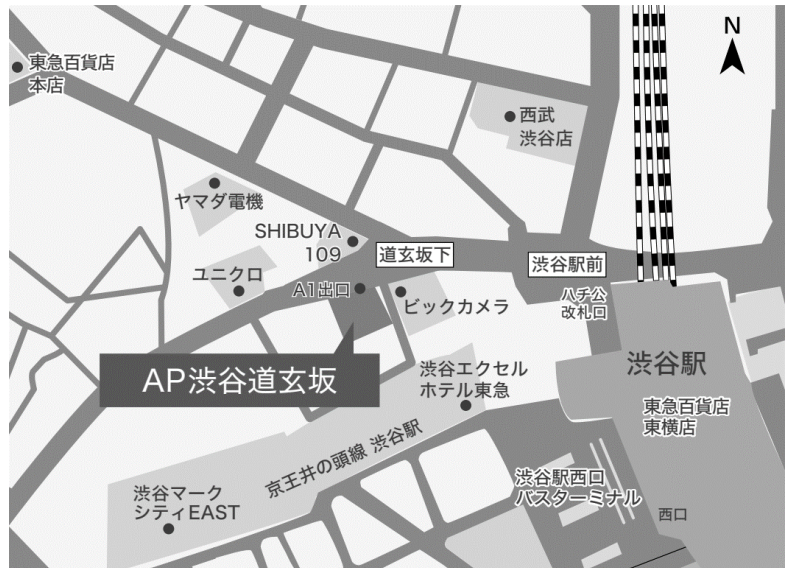 N
東急百貨店
本店
西武
渋谷店
ヤマダ電機
SHIBUYA
109
道玄坂下
渋谷駅前
ユニクロ
A1出口
ビックカメラ
ハチ公
改札口
AP渋谷道玄坂
渋谷エクセル
ホテル東急
渋谷駅
東急百貨店
東横店
京王井の頭線 渋谷駅
渋谷マーク
シティEAST
渋谷駅西口
バスターミナル
西口